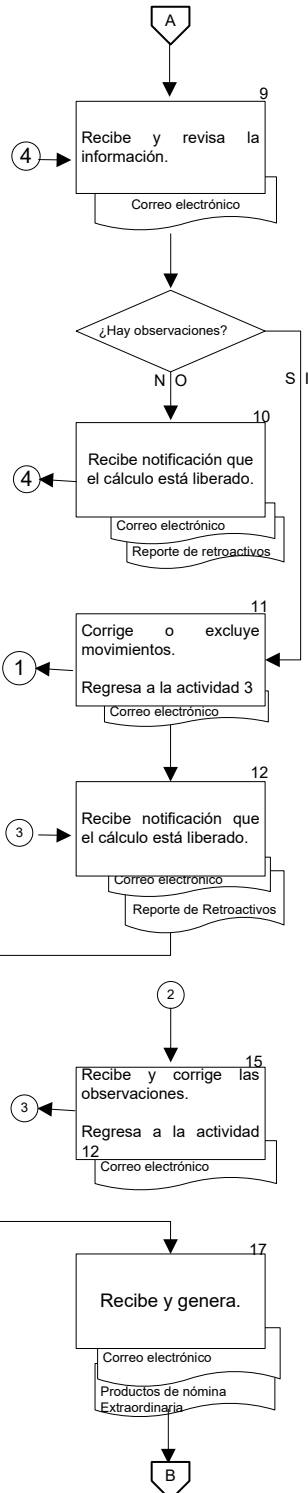 A
9
4
Recibe y revisa la
información.
Correo electrónico
¿Hay observaciones?
NO
SI
10
4
Recibe notificación que
el cálculo está liberado.
Correo electrónico
Reporte de retroactivos
11
1
Corrige o excluye
movimientos.
Regresa a la actividad 3
Correo electrónico
12
3
Recibe notificación que
el cálculo está liberado.
Correo electrónico
Reporte de Retroactivos
2
15
3
Recibe y corrige las
observaciones.
Regresa a la actividad
12
Correo electrónico
17
Recibe y genera.
Correo electrónico
Productos de nómina
Extraordinaria
B